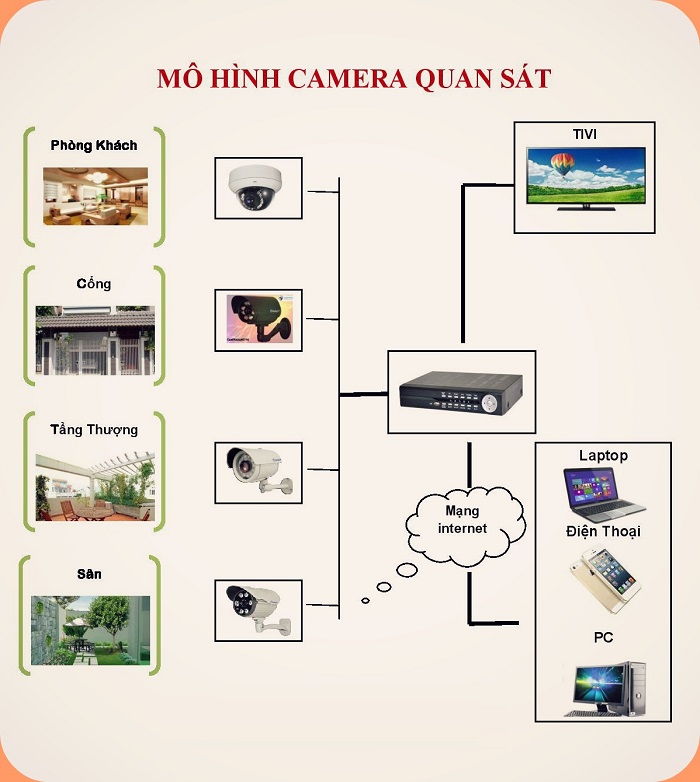 MÔ HÌNH CAMERA QUAN SÁT
Phòng Khách
TIVI
Cổng
Tầng Thượng
Laptop
Mạng
internet
Điện Thoại
Sân
PC